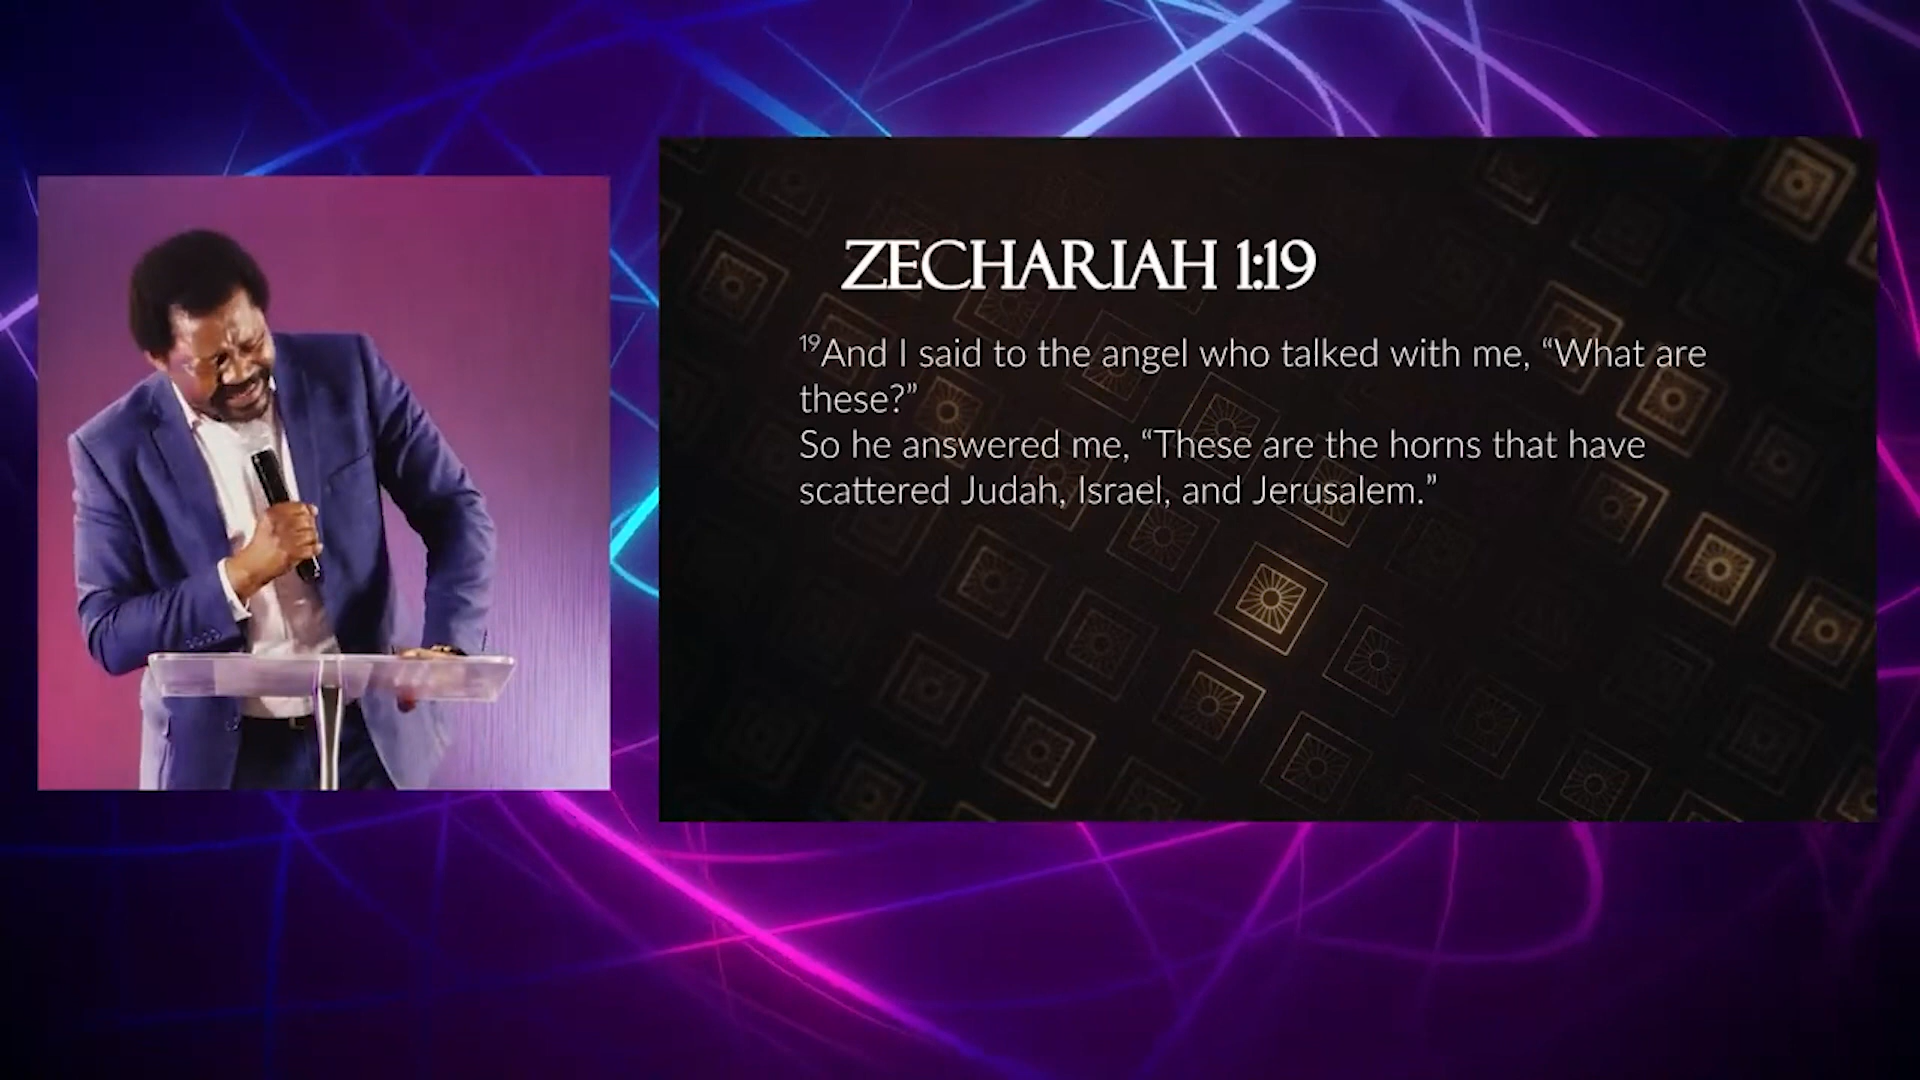 ZECHARIAH 1:19
¹⁹And I said to the angel who talked with me, “What are
these?”
So he answered me, “These are the horns that have
scattered Judah, Israel, and Jerusalem.”